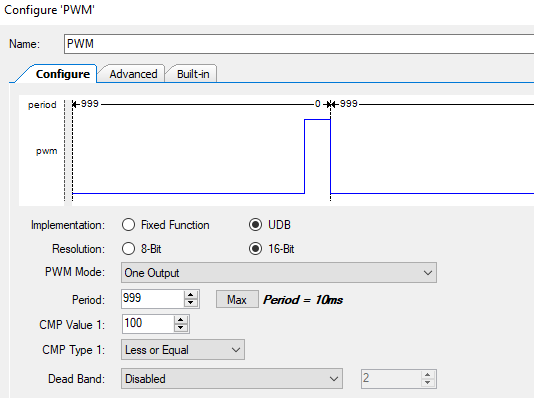 Configure 'PWM'
Name: PWM
Configure Advanced Built-in
period 999 0 999
pwm
Implementation: Fixed Function UDB
Resolution: 8-Bit 16-Bit
PWM Mode: One Output
Period: 999 Max Period = 10ms
CMP Value 1: 100
CMP Type 1: Less or Equal
Dead Band: Disabled 2